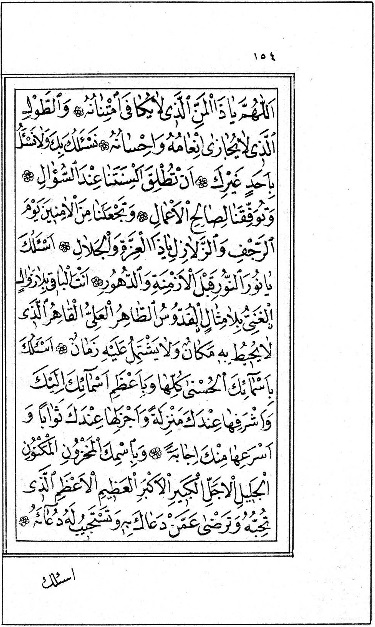 ١٥٤
اَللّٰهُمَّ يَا ذَا الْمَنِّ الَّذِى لَا يُكَافٰى امْتِنَانُهُ ۞ وَالطَّوْلِ
الَّذِى لَا يُجَازٰى اِنْعَامُهُ وَاِحْسَانُهُ ۞ نَسْئَلُكَ بِكَ وَلَا نَسْئَلُ
بِاَحَدٍ غَيْرِكَ ۞ اَنْ تُطْلِقَ اَلْسِنَتَنَا عِنْدَ السُّؤَالِ ۞
وَتُوَفِّقَنَا لِصَالِحِ الْاَعْمَالِ ۞ وَتَجْعَلَنَا مِنَ الْاٰمِنِينَ يَوْمَ
الرَّجْفِ وَالزَّلَازِلِ يَا ذَا الْعِزَّةِ وَالْجَلَالِ ۞ اَسْئَلُكَ
يَا نُورَ النُّورِ قَبْلَ الْاَزْمِنَةِ وَالدُّهُورِ ۞ اَنْتَ الْبَاقِى بِلَا زَوَالٍ
الْغَنِىُّ بِلَا مِثَالٍ الْقُدُّوسُ الطَّاهِرُ الْعَلِىُّ الْقَاهِرُ الَّذِى
لَا يُحِيطُ بِهِ مَكَانٌ وَلَا يَشْتَمِلُ عَلَيْهِ زَمَانٌ ۞ اَسْئَلُكَ
بِاَسْمَائِكَ الْحُسْنٰى كُلِّهَا وَبِاَعْظَمِ اَسْمَائِكَ اِلَيْكَ
وَاَشْرَفِهَا عِنْدَكَ مَنْزِلَةً وَاَجْزَلِهَا عِنْدَكَ ثَوَابًا وَ
اَسْرَعِهَا مِنْكَ اِجَابَةً ۞ وَبِاسْمِكَ الْمَخْزُونِ الْمَكْنُونِ
الْجَلِيلِ الْاَجَلِّ الْكَبِيرِ الْاَكْبَرِ الْعَظِيمِ الْاَعْظَمِ الَّذِى
تُحِبُّهُ وَتَرْضٰى عَمَّنْ دَعَاكَ بِهِ وَتَسْتَجِيبُ لَهُ دُعَائَهُ ۞
اسئلك